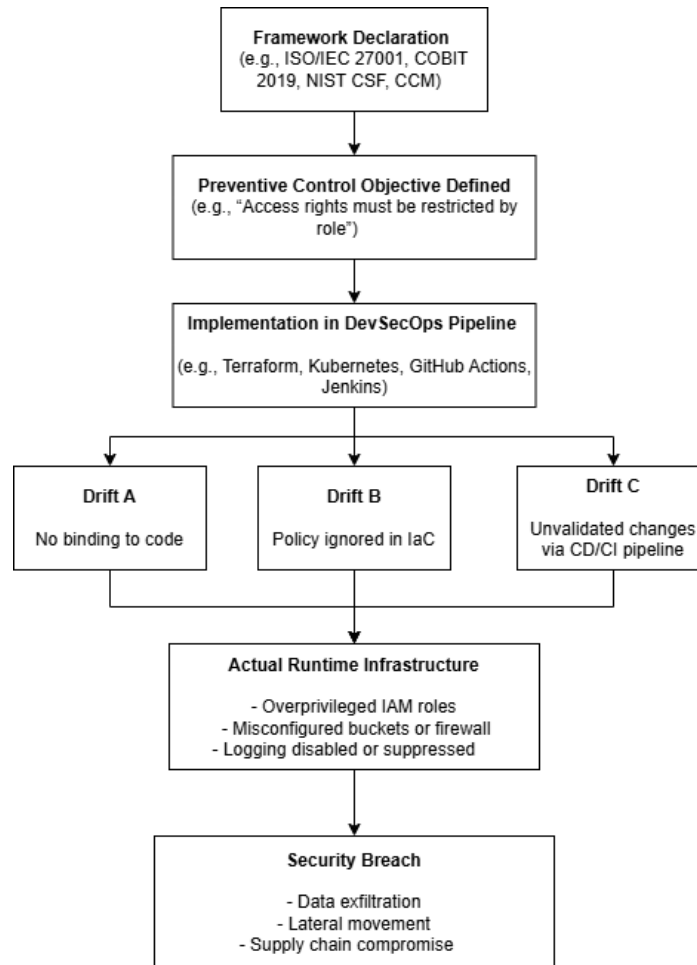 Framework Declaration
(e.g., ISO/IEC 27001, COBIT
2019, NIST CSF, CCM)
Preventive Control Objective Defined
(e.g., “Access rights must be restricted by
role”)
Implementation in DevSecOps Pipeline
(e.g., Terraform, Kubernetes, GitHub Actions,
Jenkins)
Drift A
No binding to code
Drift B
Policy ignored in IaC
Drift C
Unvalidated changes
via CD/CI pipeline
Actual Runtime Infrastructure
- Overprivileged IAM roles
- Misconfigured buckets or firewall
- Logging disabled or suppressed
Security Breach
- Data exfiltration
- Lateral movement
- Supply chain compromise